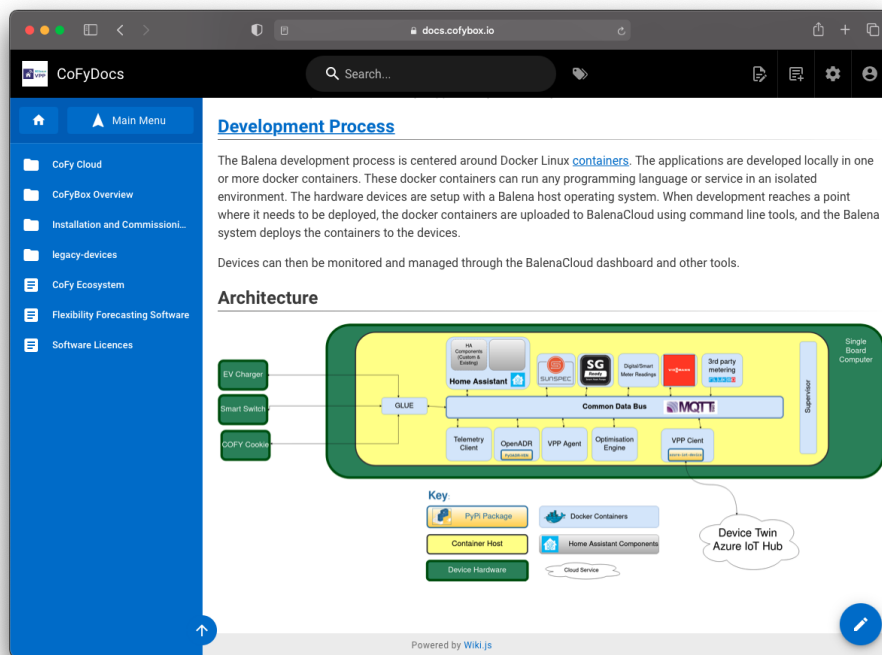 docs.cofybox.io
VPP
CoFyDocs
Search...
Main Menu
CoFy Cloud
CoFyBox Overview
Installation and Commissioni...
legacy-devices
CoFy Ecosystem
Flexibility Forecasting Software
Software Licences
Development Process
The Balena development process is centered around Docker Linux containers. The applications are developed locally in one
or more docker containers. These docker containers can run any programming language or service in an isolated
environment. The hardware devices are setup with a Balena host operating system. When development reaches a point
where it needs to be deployed, the docker containers are uploaded to BalenaCloud using command line tools, and the Balena
system deploys the containers to the devices.
Devices can then be monitored and managed through the BalenaCloud dashboard and other tools.
Architecture
EV Charger
Smart Switch
COFY Cookie
GLUE
HA
Components
(Custom &
Existing)
Home Assistant
SUNSPEC
SG
Ready
Digital/Smart
Meter Readings
3rd party
metering
Single
Board
Computer
Supervisor
Common Data Bus
MQTT
Telemetry
Client
OpenADR
VPP Agent
Optimisation
Engine
VPP Client
Key:
PyPi Package
Docker Containers
Container Host
Home Assistant Components
Device Hardware
Cloud Service
Device Twin
Azure IoT Hub
Powered by Wiki.js